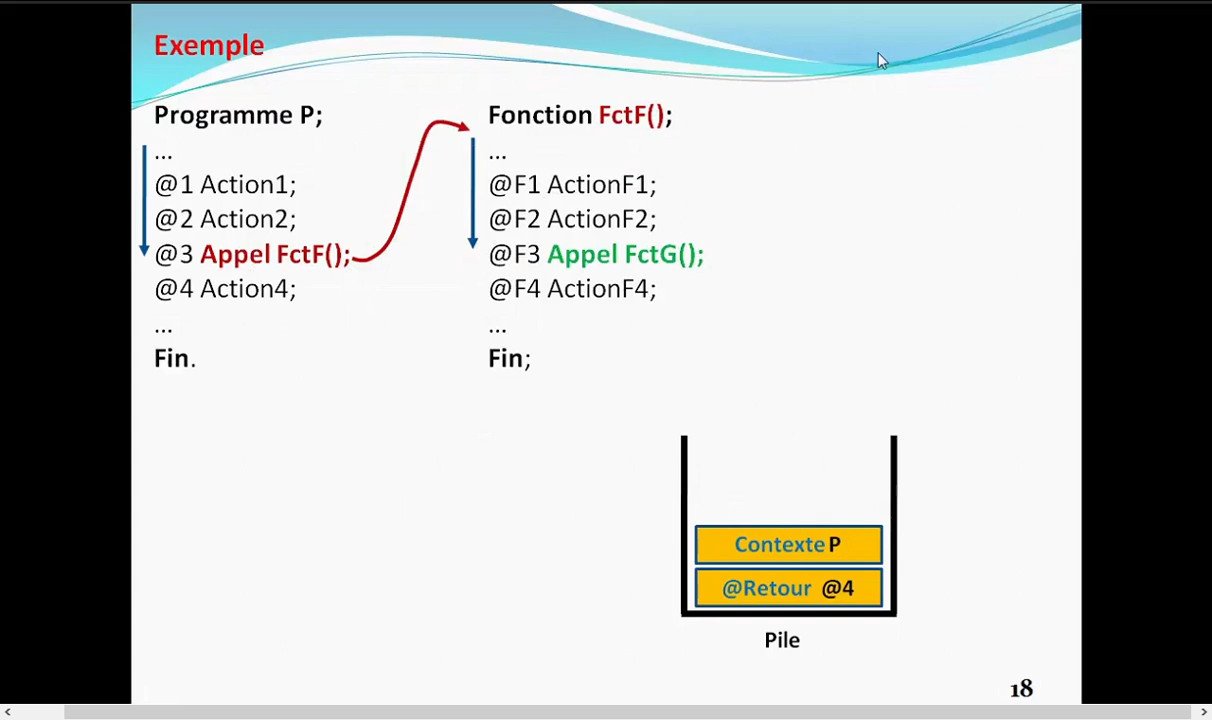 Exemple
Programme P;
...
@1 Action1;
@2 Action2;
@3 Appel FctF();
@4 Action4;
...
Fin.
Fonction FctF();
...
@F1 ActionF1;
@F2 ActionF2;
@F3 Appel FctG();
@F4 ActionF4;
...
Fin;
Contexte P
@Retour @4
Pile
18